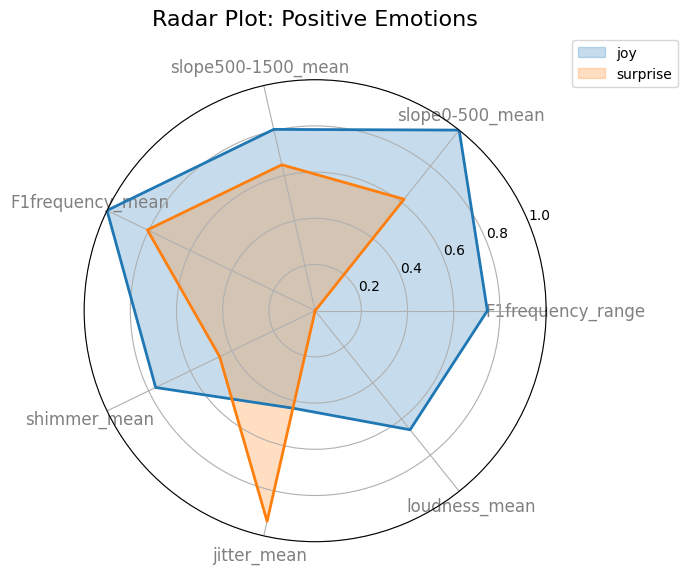 Radar Plot: Positive Emotions
joy
surprise
slope500-1500_mean
slope0-500_mean
F1frequency_mean
1.0
0.8
0.6
0.4
0.2
F1frequency_range
shimmer_mean
loudness_mean
jitter_mean